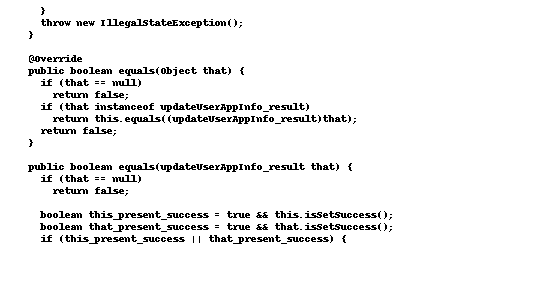 }
throw new IllegalStateException();
}
@Override
public boolean equals(Object that) {
if (that == null)
return false;
if (that instanceof updateUserAppInfo_result)
return this.equals((updateUserAppInfo_result)that);
return false;
}
public boolean equals(updateUserAppInfo_result that) {
if (that == null)
return false;
boolean this_present_success = true && this.isSetSuccess();
boolean that_present_success = true && that.isSetSuccess();
if (this_present_success || that_present_success) {